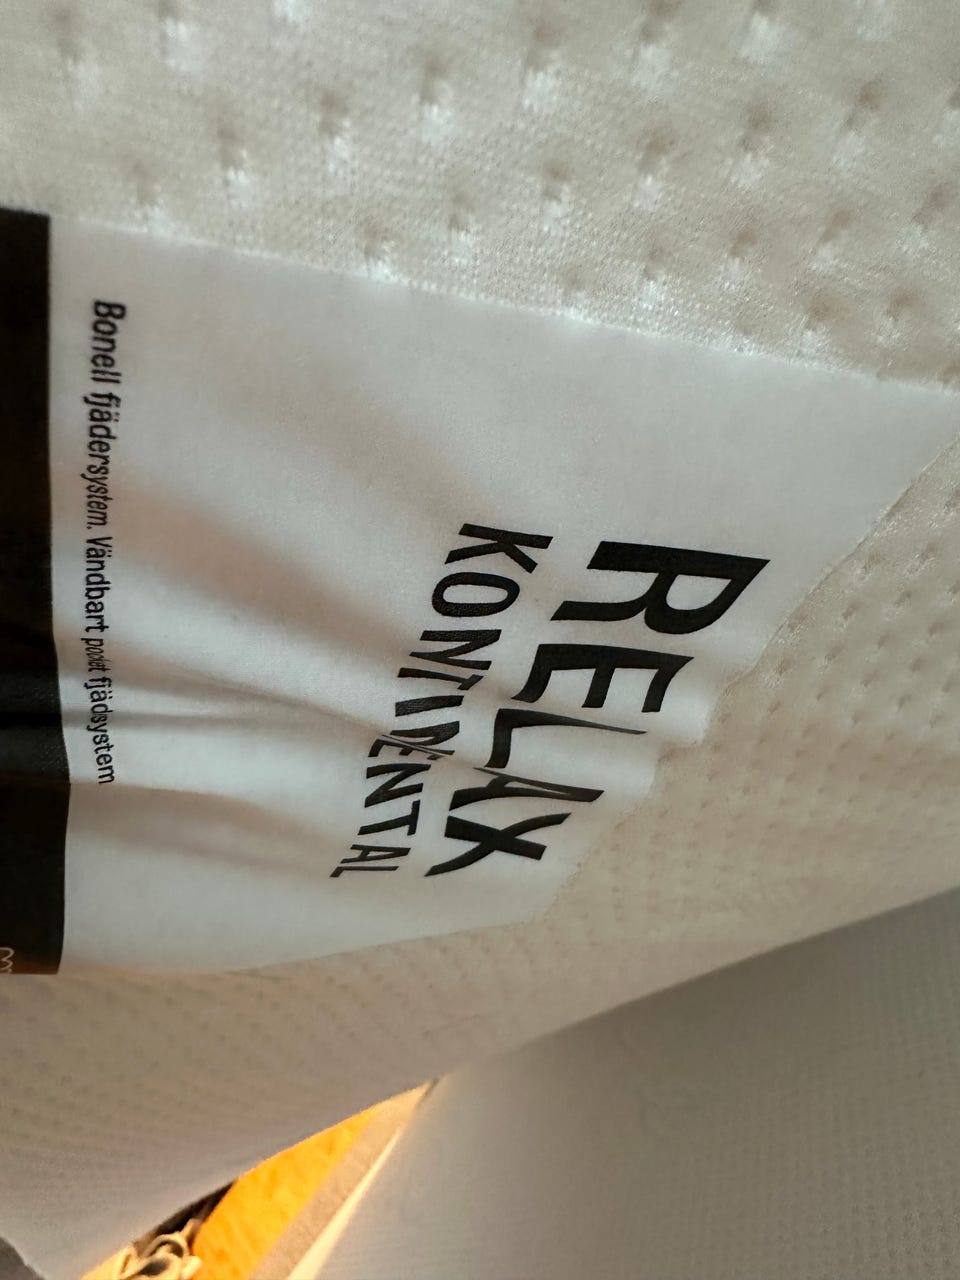 RELAX
KONTINENTAL
Bonell fjädersystem. Vändbart pocket fjädsystem